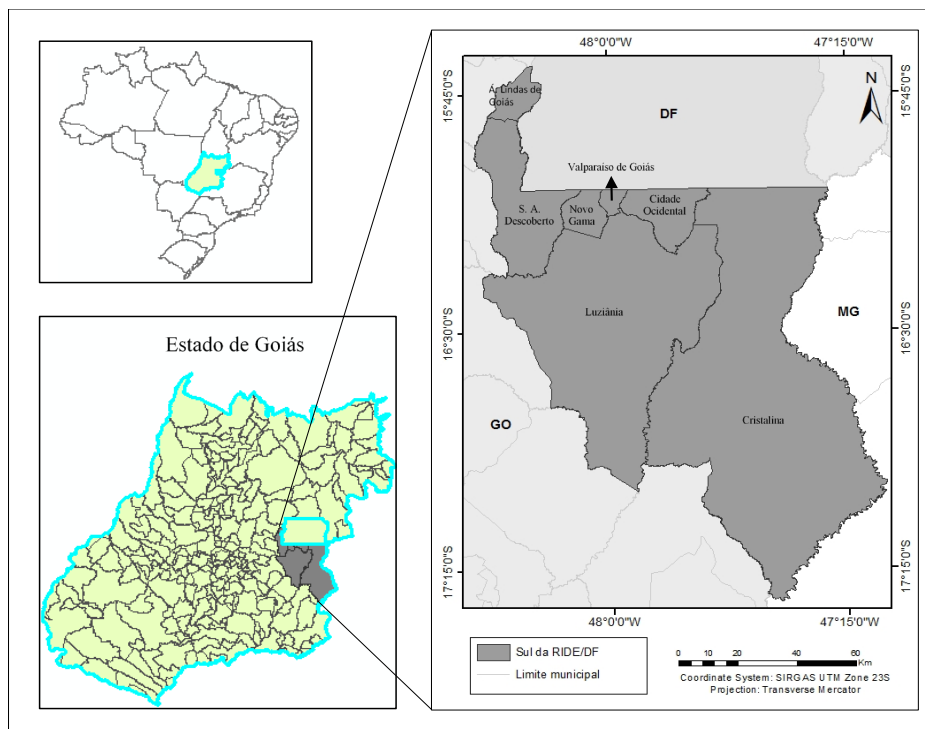 Estado de Goiás
48°0'0"W
47°15'0"W
15°45'0"S
15°45'0"S
N
Á. Lindas de
Goiás
DF
Valparaíso de Goiás
S. A.
Descoberto
Novo
Gama
Cidade
Ocidental
Luziânia
MG
16°30'0"S
16°30'0"S
GO
Cristalina
17°15'0"S
17°15'0"S
48°0'0"W
47°15'0"W
Sul da RIDE/DF
Limite municipal
0 10 20 40 60
Km
Coordinate System: SIRGAS UTM Zone 23S
Projection: Transverse Mercator